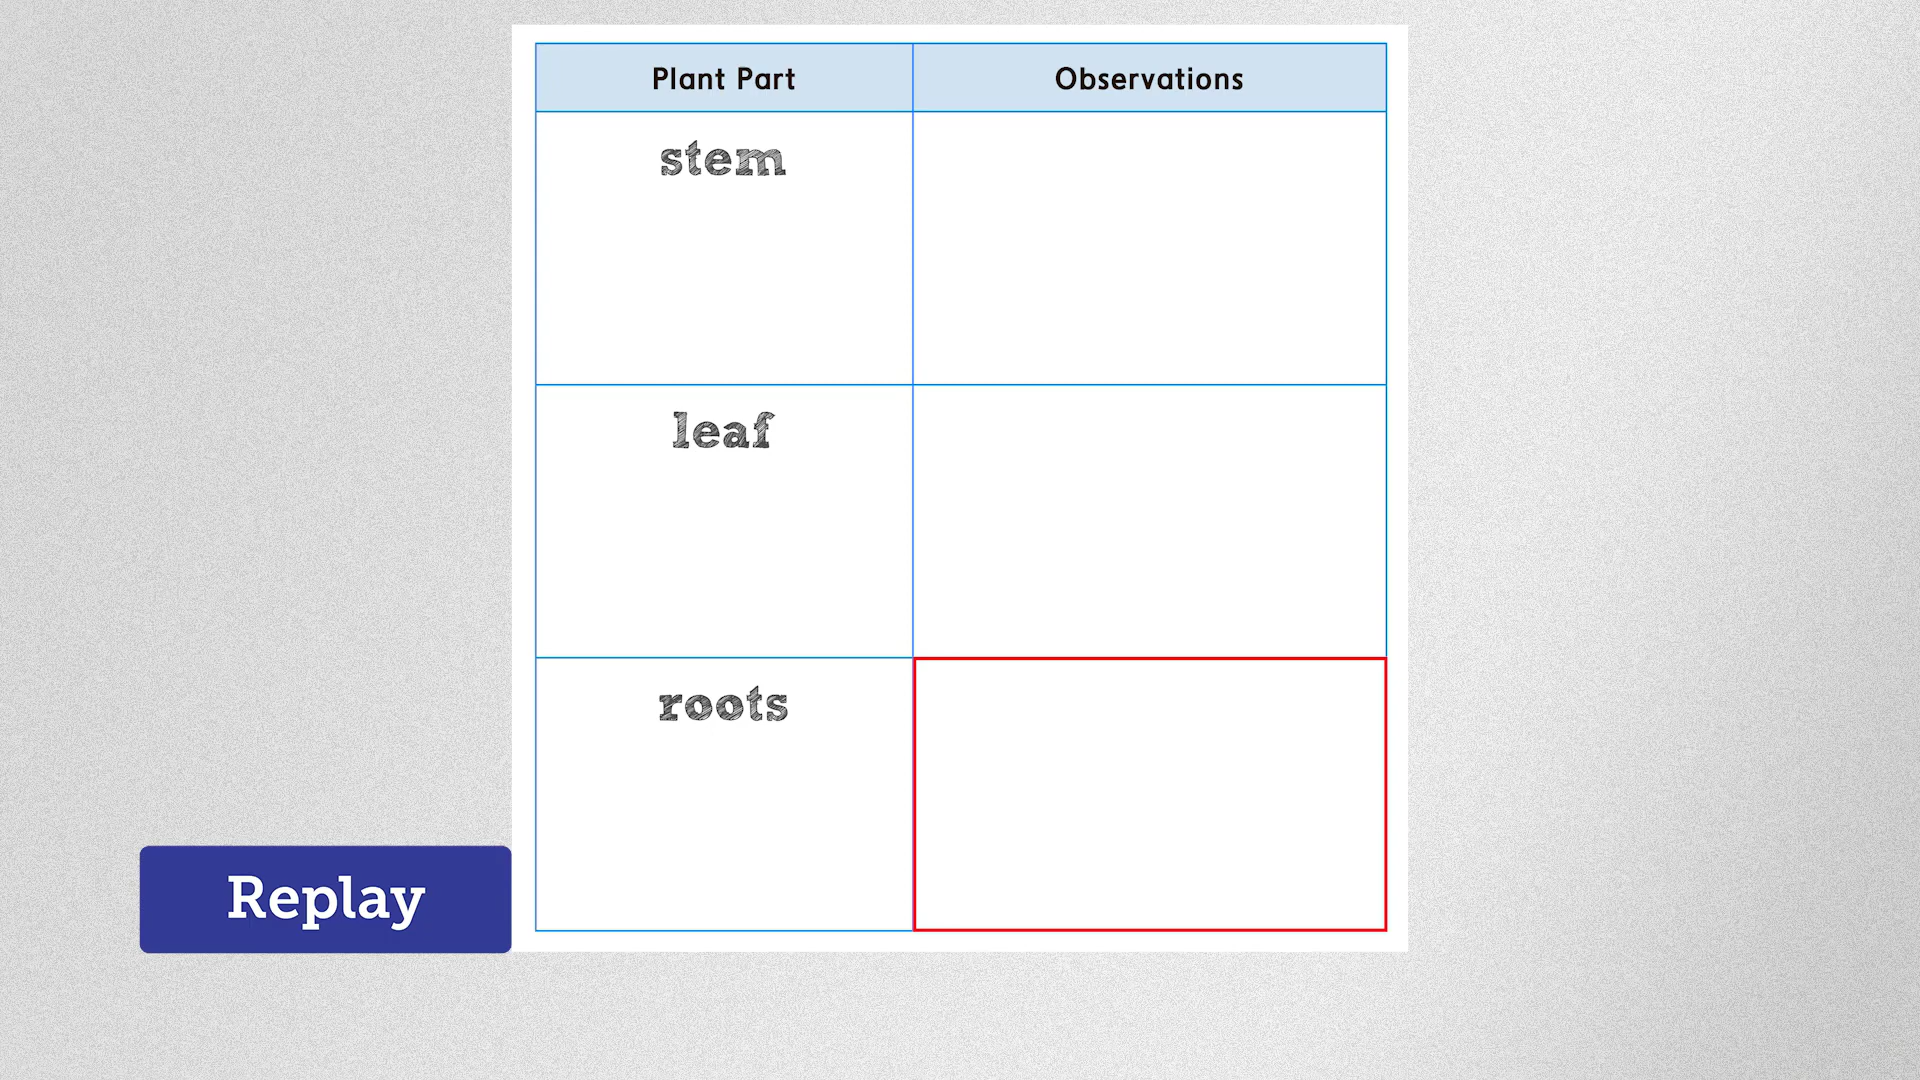 Plant Part Observations
stem
leaf
roots
Replay